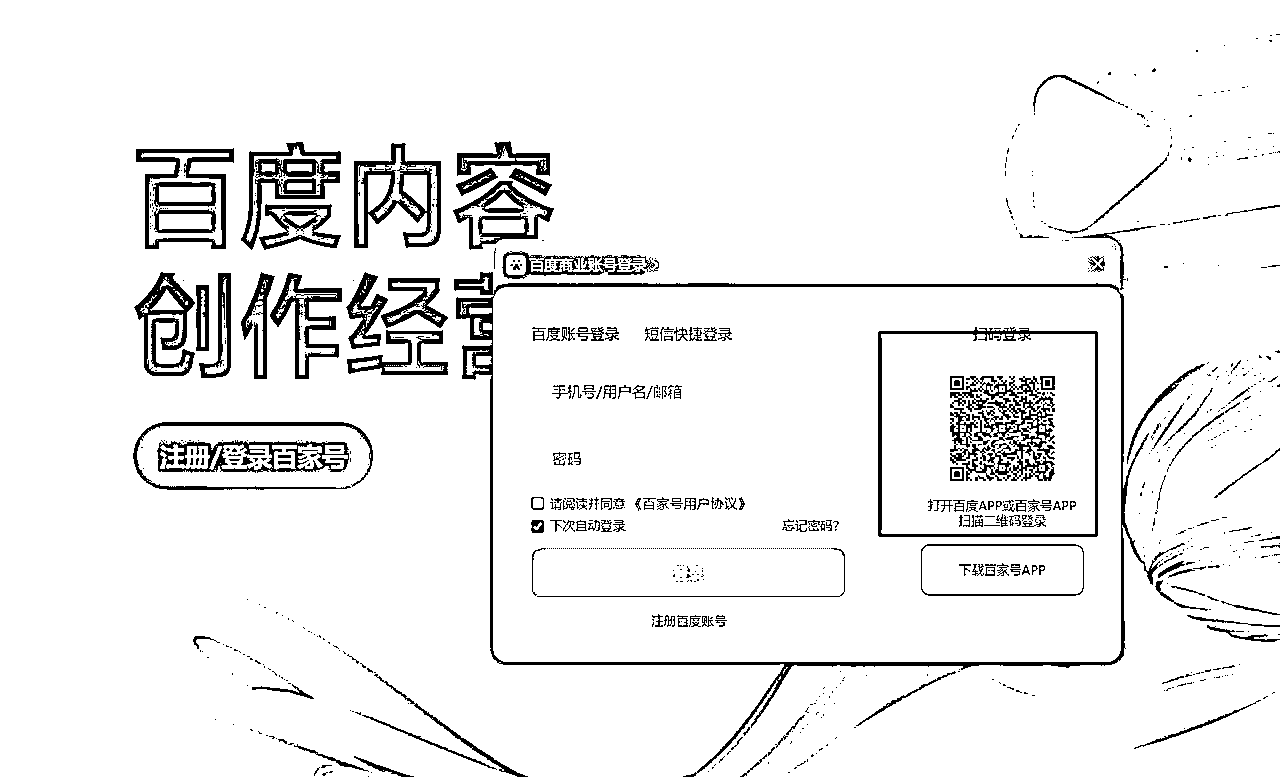 百度内容
创作经营
注册/登录百家号
百度商业账号登录
百度账号登录 短信快捷登录
手机号/用户名/邮箱
密码
请阅读并同意 《百家号用户协议》
下次自动登录 忘记密码?
注册百度账号
扫码登录
打开百度APP或百家号APP
扫描二维码登录
下载百家号APP